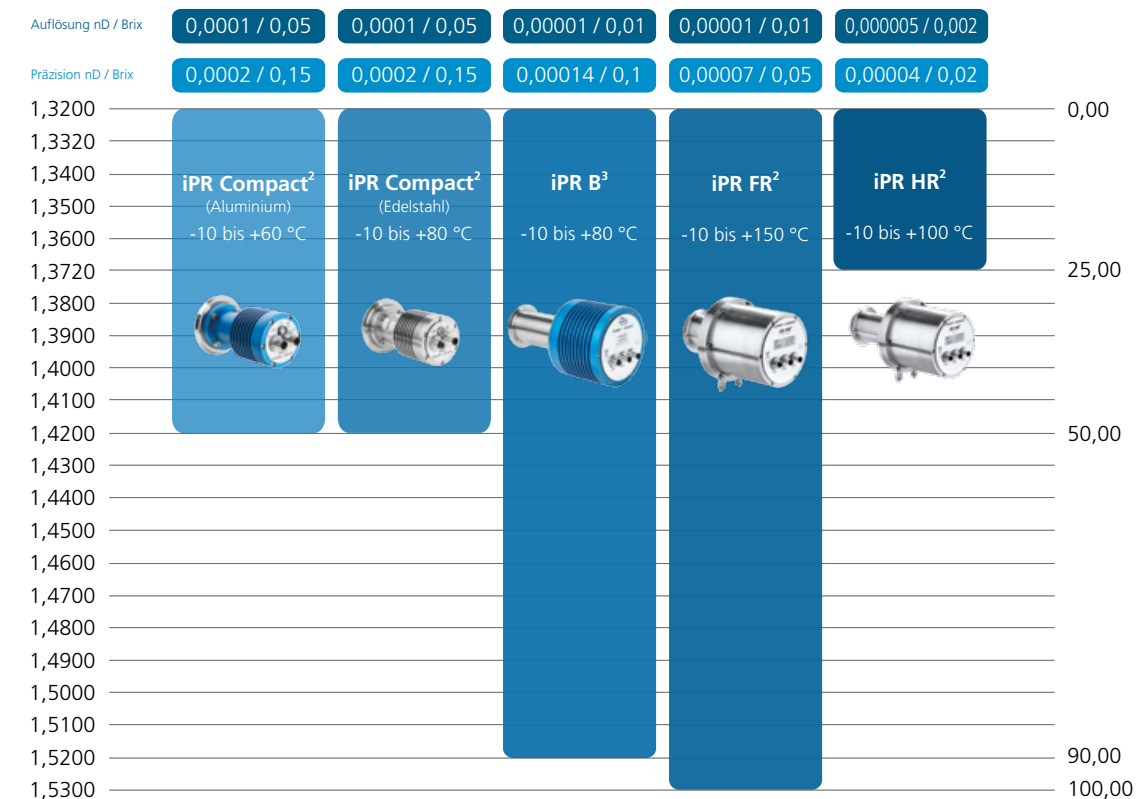 Auflösung nD / Brix
0,0001 / 0,05
0,0001 / 0,05
0,00001 / 0,01
0,00001 / 0,01
0,000005 / 0,002
Präzision nD / Brix
0,0002 / 0,15
0,0002 / 0,15
0,00014 / 0,1
0,00007 / 0,05
0,00004 / 0,02
1,3200
0,00
1,3320
1,3400
iPR Compact²
(Aluminium)
-10 bis +60 °C
iPR Compact²
(Edelstahl)
-10 bis +80 °C
iPR B³
-10 bis +80 °C
iPR FR²
-10 bis +150 °C
iPR HR²
-10 bis +100 °C
1,3500
1,3600
1,3720
25,00
1,3800
1,3900
1,4000
1,4100
1,4200
50,00
1,4300
1,4400
1,4500
1,4600
1,4700
1,4800
1,4900
1,5000
1,5100
1,5200
90,00
1,5300
100,00